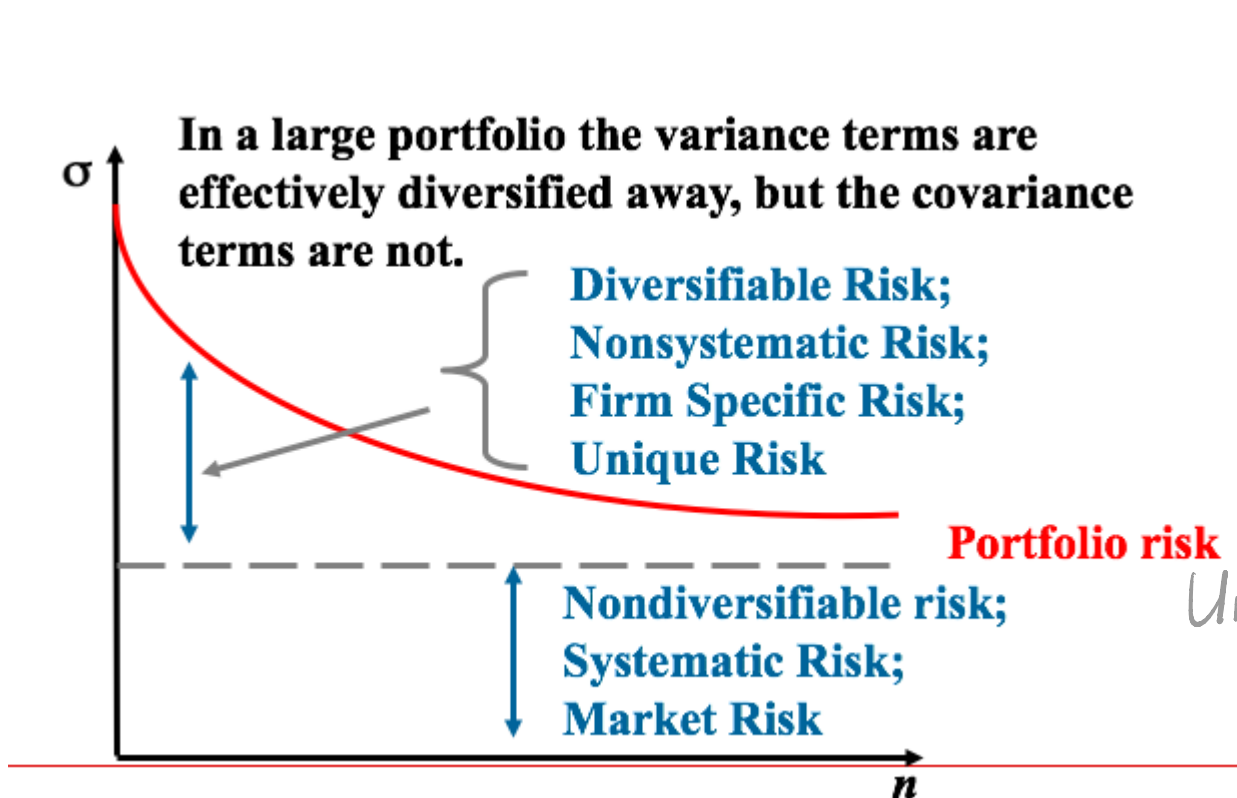 In a large portfolio the variance terms are
effectively diversified away, but the covariance
terms are not.
σ
Diversifiable Risk;
Nonsystematic Risk;
Firm Specific Risk;
Unique Risk
Portfolio risk
Nondiversifiable risk;
Systematic Risk;
Market Risk
n